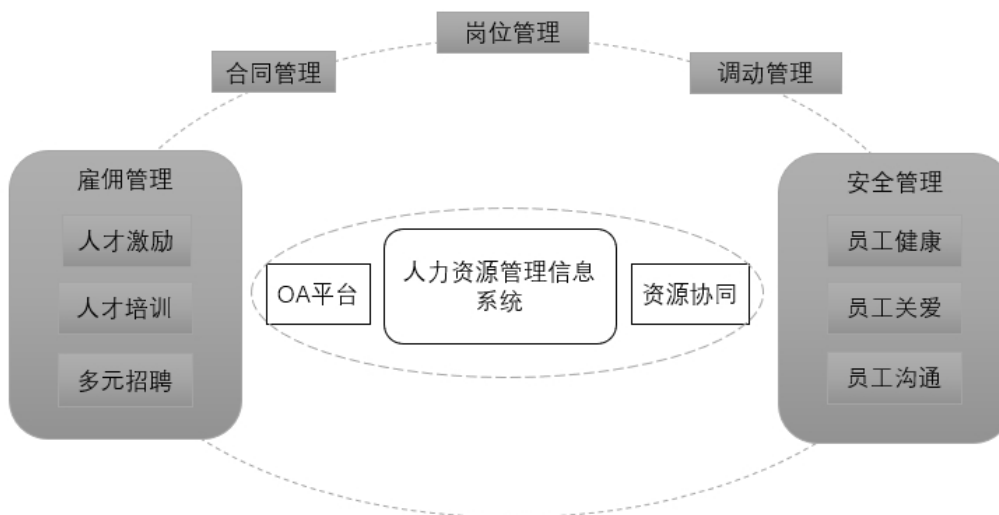 岗位管理
合同管理
调动管理
雇佣管理
人才激励
人才培训
多元招聘
OA平台
人力资源管理信息
系统
资源协同
安全管理
员工健康
员工关爱
员工沟通